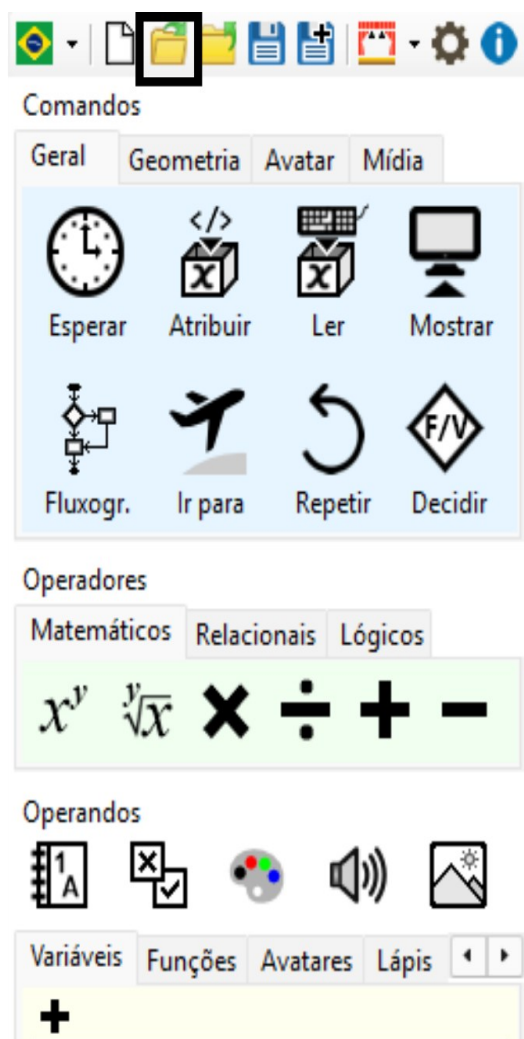 Comandos
Geral Geometria Avatar Mídia
</> 
x x
Esperar Atribuir Ler Mostrar
F/V
Fluxogr. Ir para Repetir Decidir
Operadores
Matemáticos Relacionais Lógicos
x^y y√x × ÷ + −
Operandos
1
A
Variáveis Funções Avatares Lápis
+